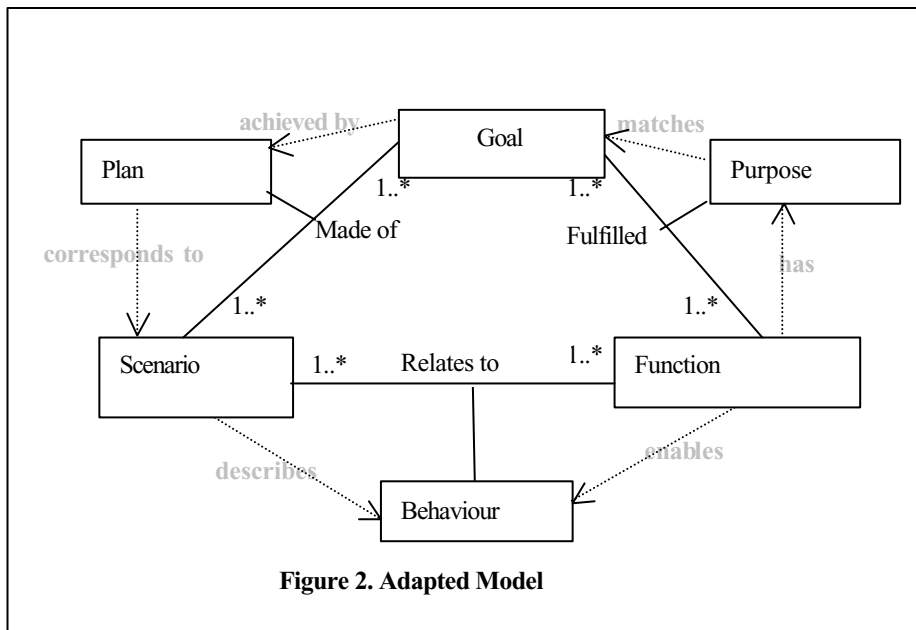 achieved by
Goal
matches
Plan
Purpose
1..*
1..*
Made of
Fulfilled
corresponds to
has
1..*
1..*
Scenario
1..*
Relates to
1..*
Function
describes
enables
Behaviour
Figure 2. Adapted Model